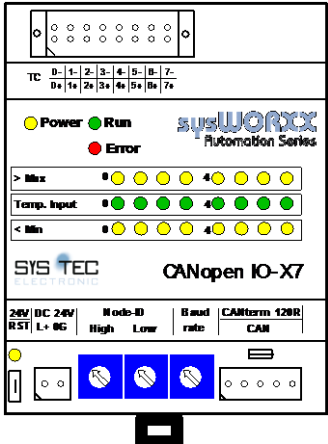 TC 0- 1- 2- 3- 4- 5- 6- 7-
0+ 1+ 2+ 3+ 4+ 5+ 6+ 7+
Power Run
Error
sysWORXX
Automation Series
> Max 0 4
Temp. Input 0 4
< Min 0 4
SYS TEC
ELECTRONIC
CANopen IO-X7
24V DC 24V Node-ID Baud CANterm 120R
RST L+ 0G High Low rate CAN